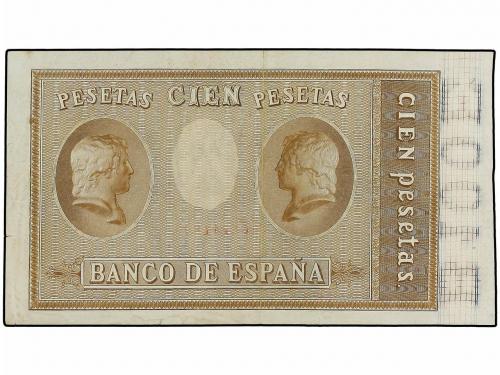 PESETAS CIEN PESETAS
BANCO DE ESPAÑA
CIEN pesetas.